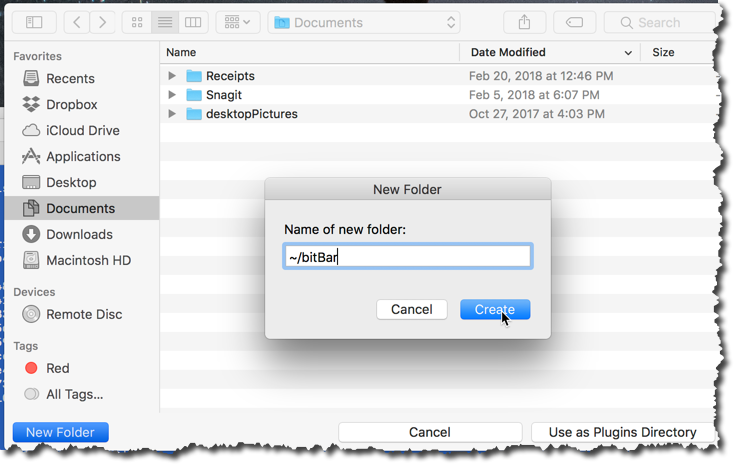 Documents
Search
Favorites
Recents
Dropbox
iCloud Drive
Applications
Desktop
Documents
Downloads
Macintosh HD
Devices
Remote Disc
Tags
Red
All Tags...
Name Date Modified Size
Receipts Feb 20, 2018 at 12:46 PM
Snagit Feb 5, 2018 at 6:07 PM
desktopPictures Oct 27, 2017 at 4:03 PM
New Folder
Name of new folder:
~/bitBar
Cancel Create
New Folder Cancel Use as Plugins Directory